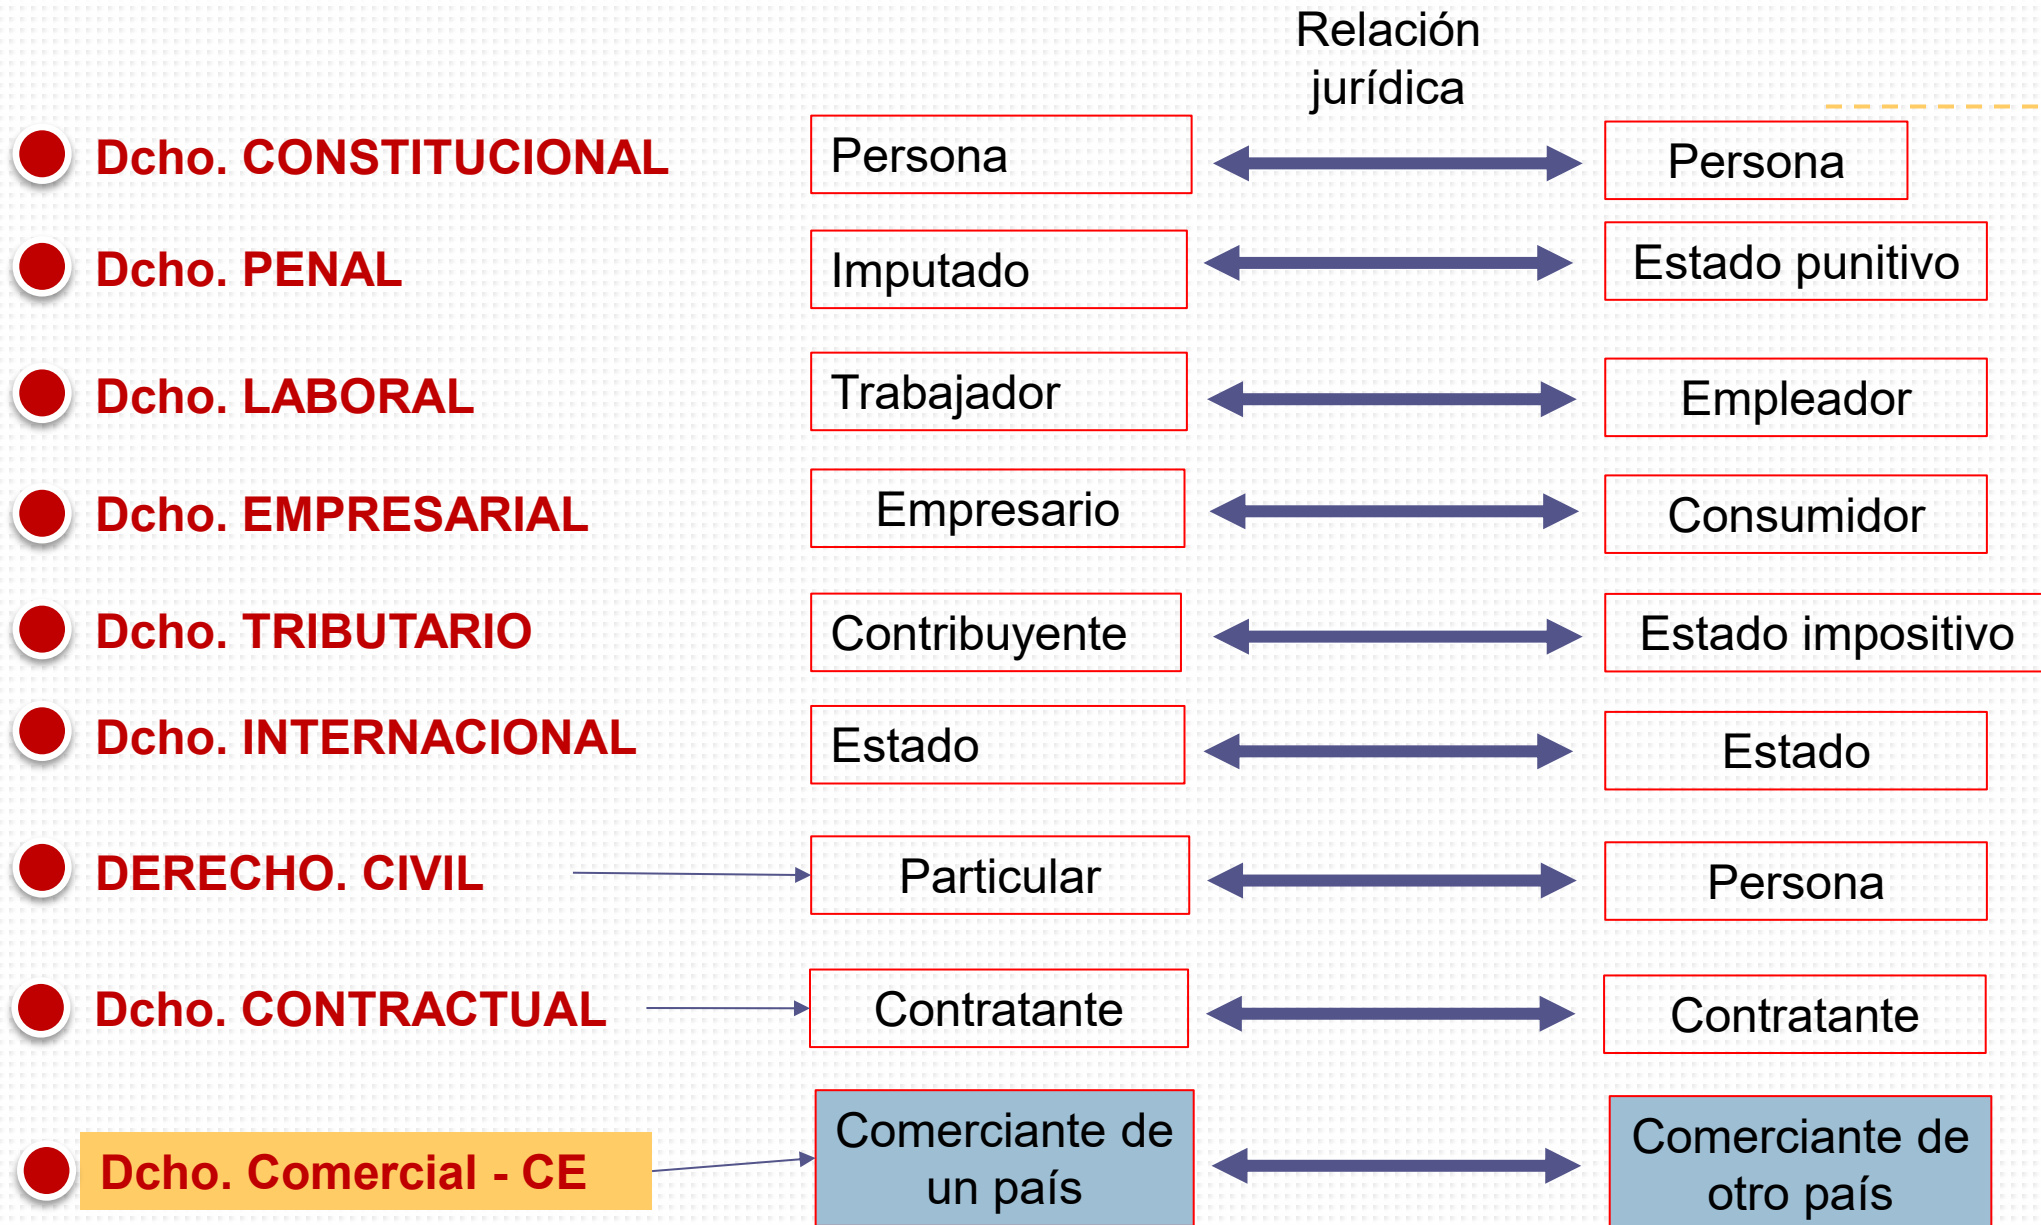 Relación
jurídica
Dcho. CONSTITUCIONAL
Persona
Persona
Dcho. PENAL
Imputado
Estado punitivo
Dcho. LABORAL
Trabajador
Empleador
Dcho. EMPRESARIAL
Empresario
Consumidor
Dcho. TRIBUTARIO
Contribuyente
Estado impositivo
Dcho. INTERNACIONAL
Estado
Estado
DERECHO. CIVIL
Particular
Persona
Dcho. CONTRACTUAL
Contratante
Contratante
Dcho. Comercial - CE
Comerciante de
un país
Comerciante de
otro país